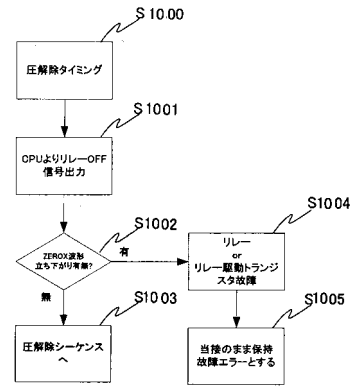 S1000
圧解除タイミング
S1001
CPUよりリレーOFF
信号出力
S1002
ZEROX波形
立ち下がり有無?
有
無
S1004
リレー
or
リレー駆動トランジ
スタ故障
S1003
圧解除シーケンス
へ
S1005
当接のまま保持
故障エラーとする